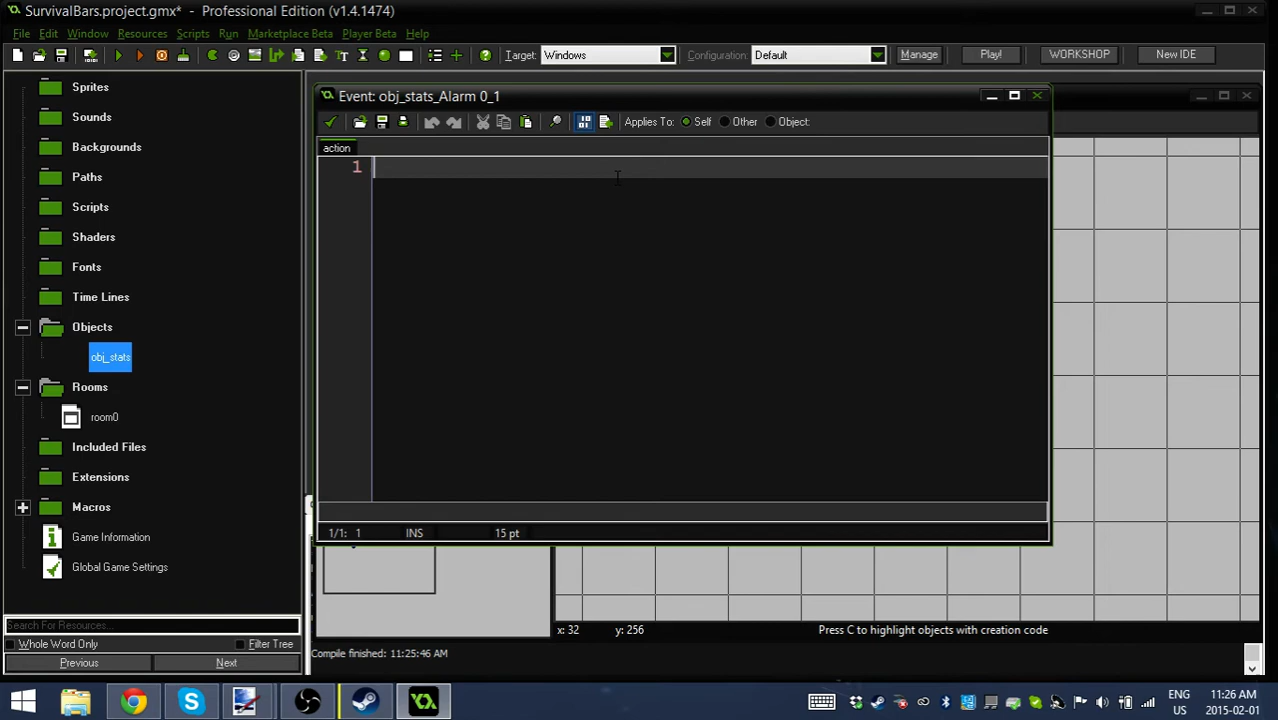 SurvivalBars.project.gmx* - Professional Edition (v1.4.1474)
File Edit Window Resources Scripts Run Marketplace Beta Player Beta Help
Target: Windows Configuration: Default Manage Play! WORKSHOP New IDE
Sprites
Sounds
Backgrounds
Paths
Scripts
Shaders
Fonts
Time Lines
Objects
obj_stats
Rooms
room0
Included Files
Extensions
Macros
Game Information
Global Game Settings
Search For Resources...
Whole Word Only Filter Tree
Previous Next
Event: obj_stats_Alarm 0_1
Applies To: Self Other Object:
action
1
1/1: 1 INS 15 pt
x: 32 y: 256 Press C to highlight objects with creation code
Compile finished: 11:25:46 AM
ENG
US
11:26 AM
2015-02-01